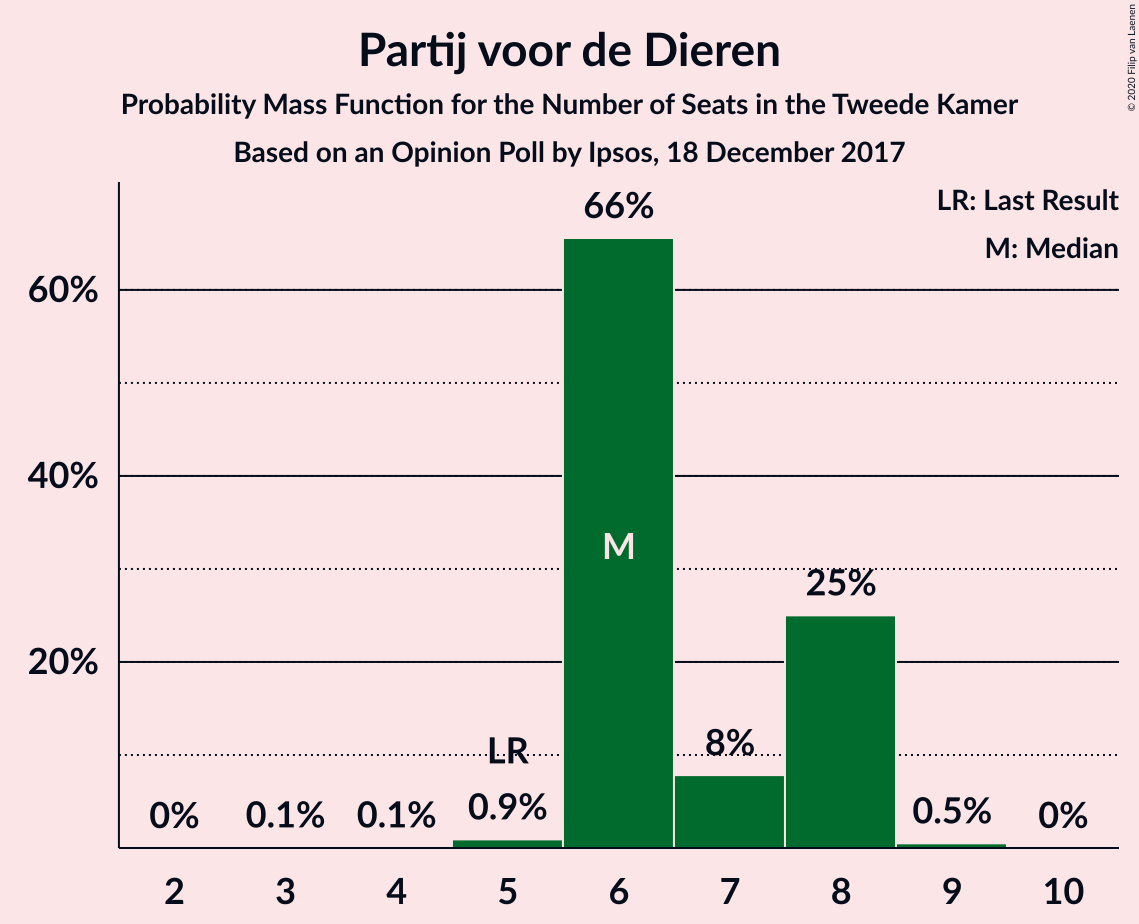 Partij voor de Dieren
Probability Mass Function for the Number of Seats in the Tweede Kamer
Based on an Opinion Poll by Ipsos, 18 December 2017
© 2020 Filip van Laenen
LR: Last Result
M: Median
66%
60%
40%
M
25%
20%
8%
LR
0%
0.1%
0.1%
0.9%
0.5%
0%
2 3 4 5 6 7 8 9 10